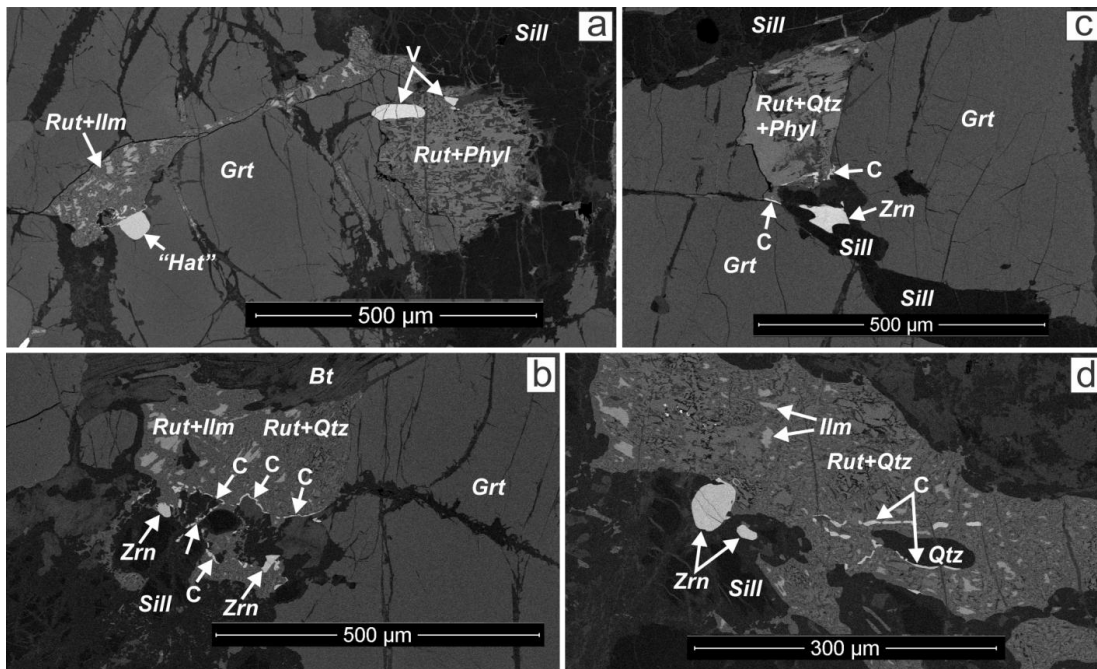 a
Sill
V
Rut+Ilm
Rut+Phyl
Grt
“Hat”
500 µm
c
Sill
Rut+Qtz
+Phyl
Grt
C
Zrn
C
Sill
Grt
Sill
500 µm
b
Bt
Rut+Ilm
Rut+Qtz
C
C
C
Grt
Zrn
C
Zrn
Sill
500 µm
d
Ilm
Rut+Qtz
C
Qtz
Zrn
Sill
300 µm